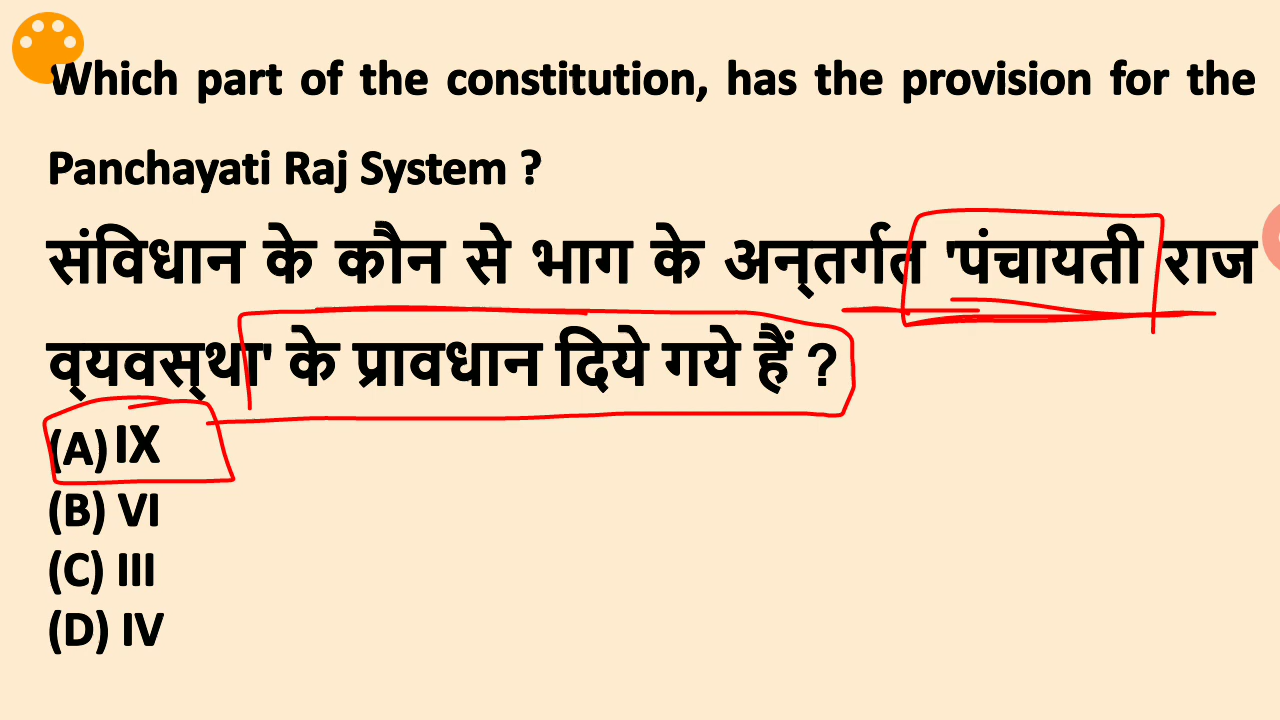 Which part of the constitution, has the provision for the
Panchayati Raj System ?
संविधान के कौन से भाग के अन्तर्गत 'पंचायती राज
व्यवस्था' के प्रावधान दिये गये हैं ?
(A) IX
(B) VI
(C) III
(D) IV